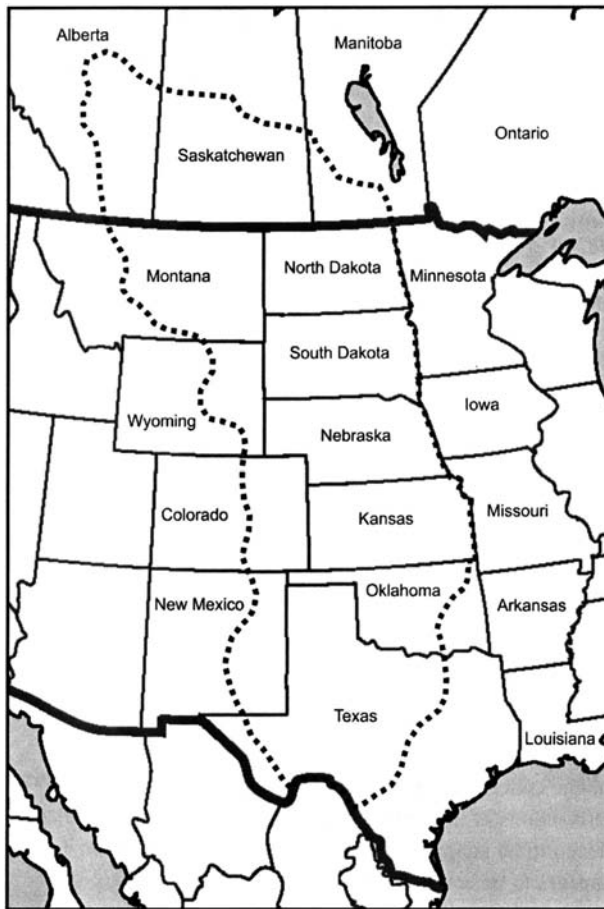 Alberta
Manitoba
Ontario
Saskatchewan
Montana
North Dakota
Minnesota
South Dakota
Wyoming
Iowa
Nebraska
Colorado
Kansas
Missouri
New Mexico
Oklahoma
Arkansas
Texas
Louisiana